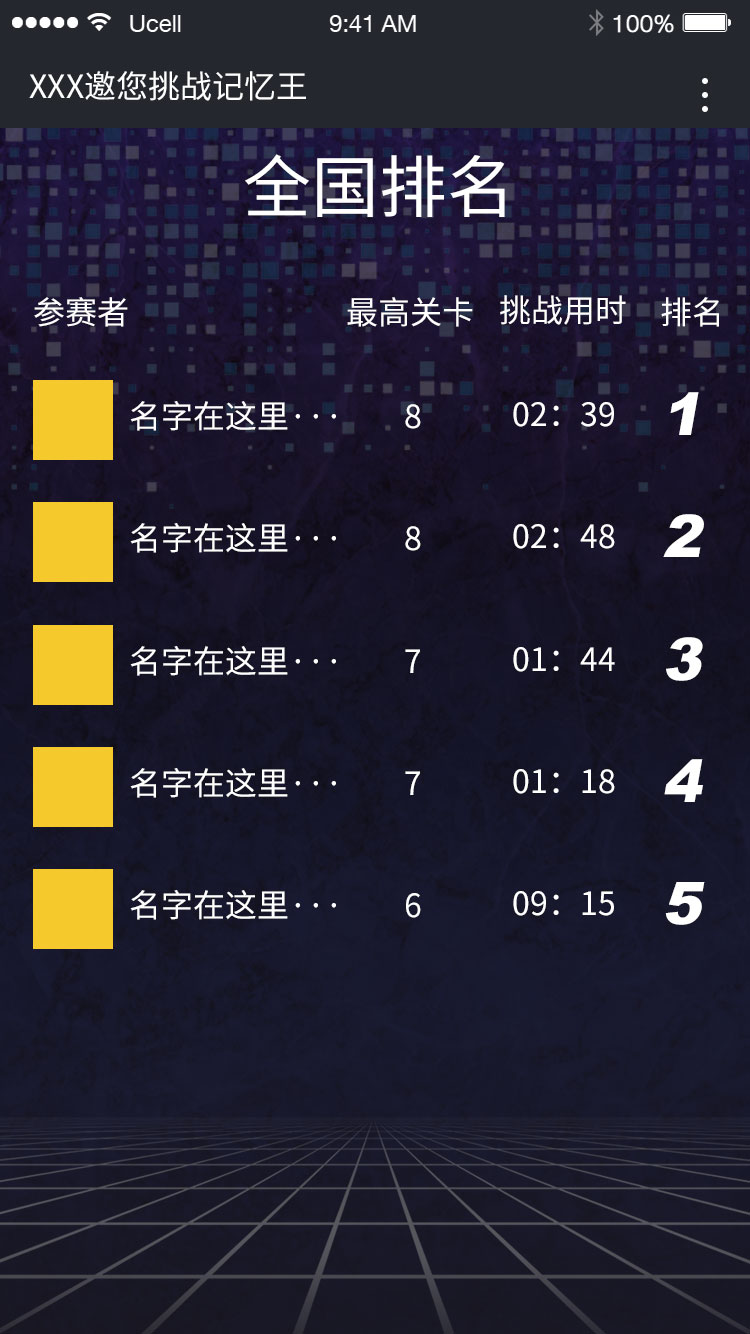 Ucell 9:41 AM 100%
XXX邀您挑战记忆王
全国排名
参赛者 最高关卡 挑战用时 排名
名字在这里··· 8 02：39 1
名字在这里··· 8 02：48 2
名字在这里··· 7 01：44 3
名字在这里··· 7 01：18 4
名字在这里··· 6 09：15 5